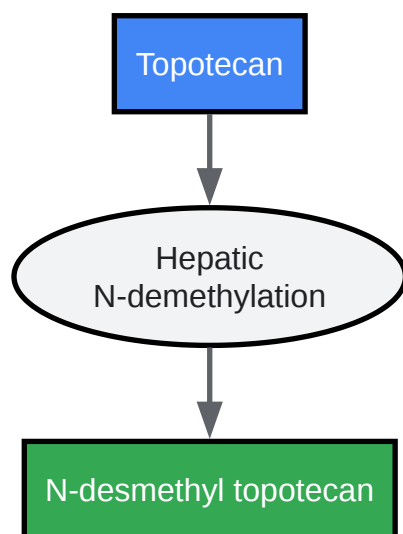 Topotecan
Hepatic
N-demethylation
N-desmethyl topotecan